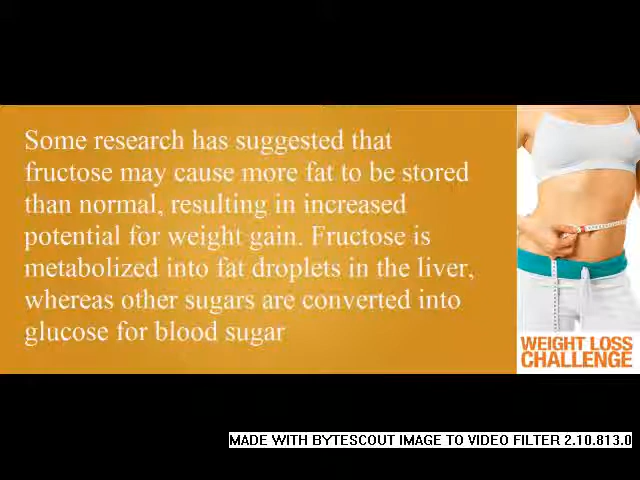 Some research has suggested that
fructose may cause more fat to be stored
than normal, resulting in increased
potential for weight gain. Fructose is
metabolized into fat droplets in the liver,
whereas other sugars are converted into
glucose for blood sugar
WEIGHT LOSS
CHALLENGE
MADE WITH BYTESCOUT IMAGE TO VIDEO FILTER 2.10.813.0